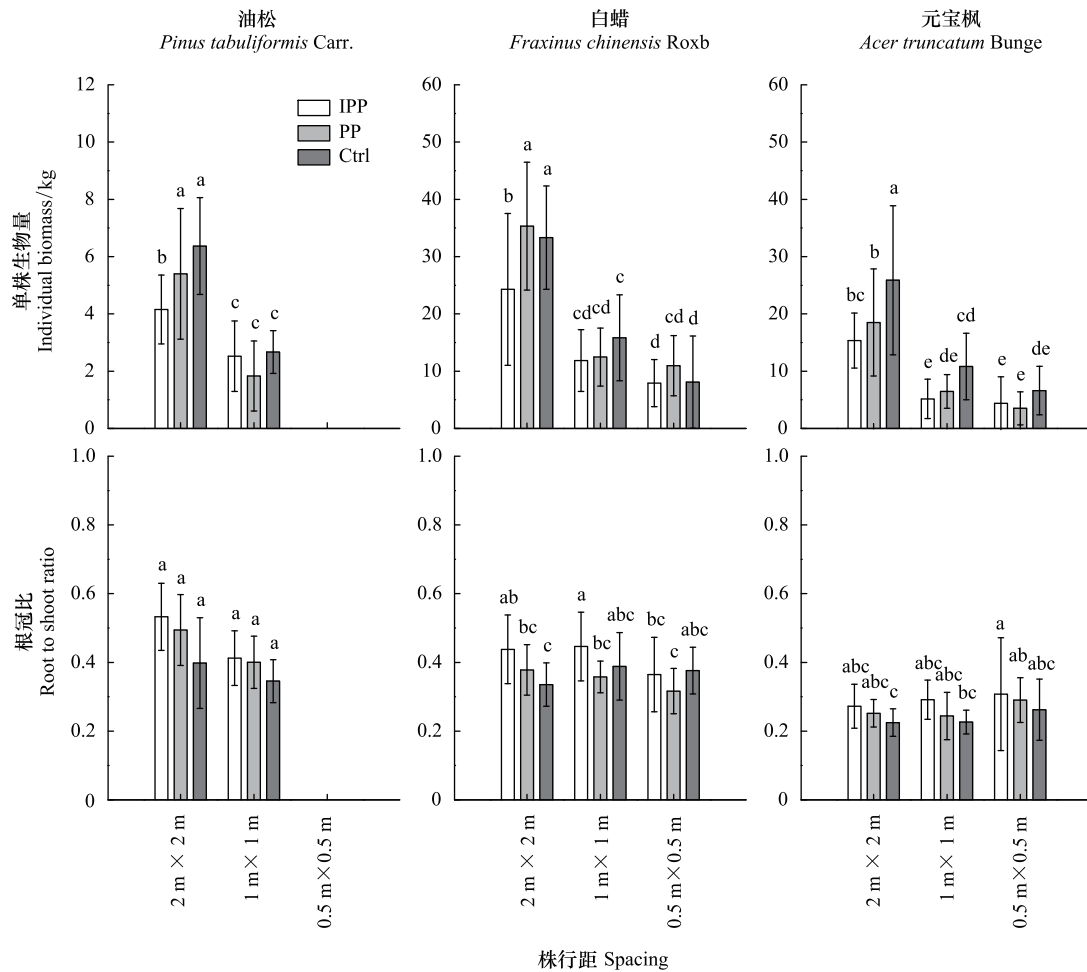 油松
Pinus tabuliformis Carr.
白蜡
Fraxinus chinensis Roxb
元宝枫
Acer truncatum Bunge
单株生物量
Individual biomass/kg
12
10
8
6
4
2
0
IPP
PP
Ctrl
b
a
a
c
c
c
60
50
40
30
20
10
0
b
a
a
cd
cd
c
d
cd
d
60
50
40
30
20
10
0
bc
b
a
e
de
cd
e
e
de
根冠比
Root to shoot ratio
1.0
0.8
0.6
0.4
0.2
0
a
a
a
a
a
a
1.0
0.8
0.6
0.4
0.2
0
ab
bc
c
a
bc
abc
bc
c
abc
1.0
0.8
0.6
0.4
0.2
0
abc
abc
c
abc
abc
bc
a
ab
abc
2 m × 2 m
1 m × 1 m
0.5 m×0.5 m
2 m × 2 m
1 m × 1 m
0.5 m×0.5 m
2 m × 2 m
1 m × 1 m
0.5 m×0.5 m
株行距 Spacing